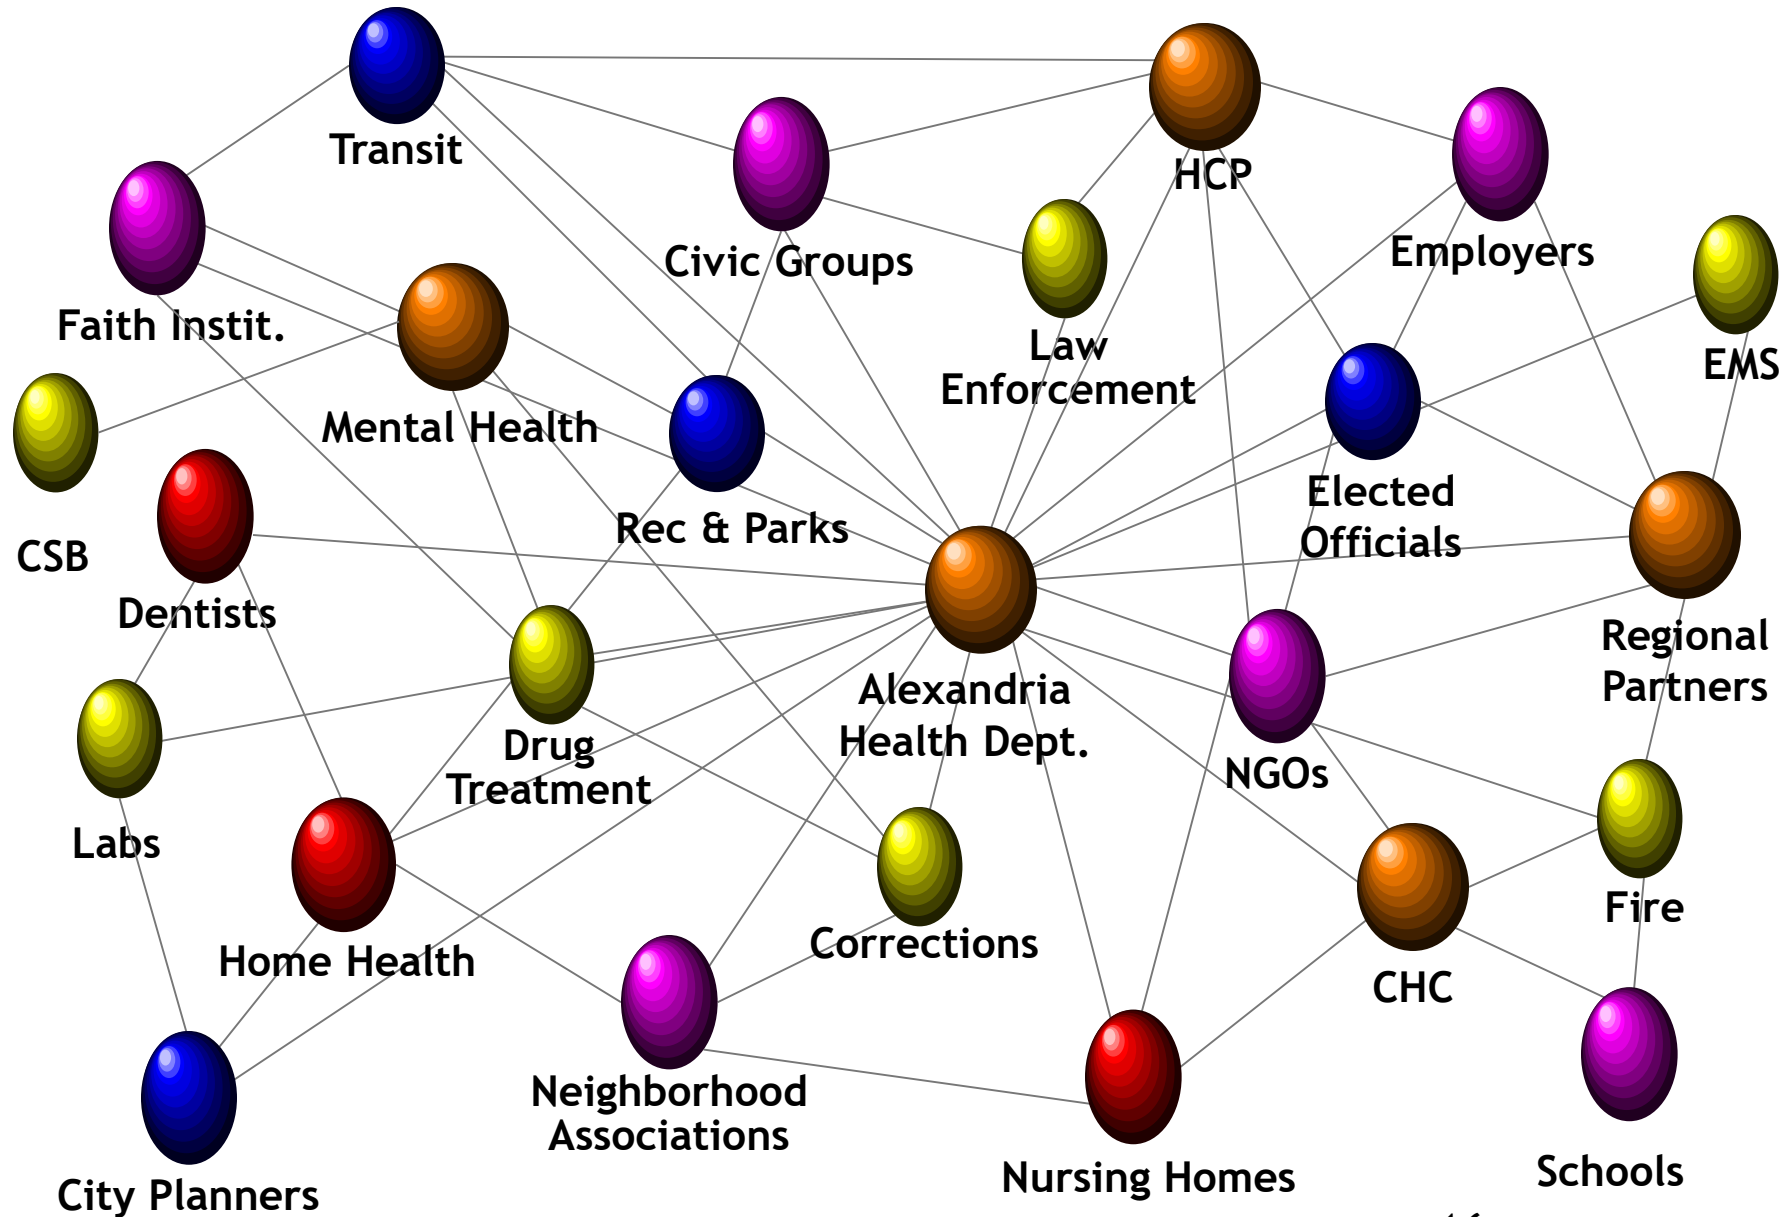 Transit
HCP
Civic Groups
Employers
Faith Instit.
Law
Enforcement
EMS
Mental Health
Elected
Officials
Rec & Parks
CSB
Dentists
Regional
Partners
Alexandria
Health Dept.
Drug
Treatment
NGOs
Labs
Fire
Home Health
Corrections
CHC
Neighborhood
Associations
Nursing Homes
Schools
City Planners